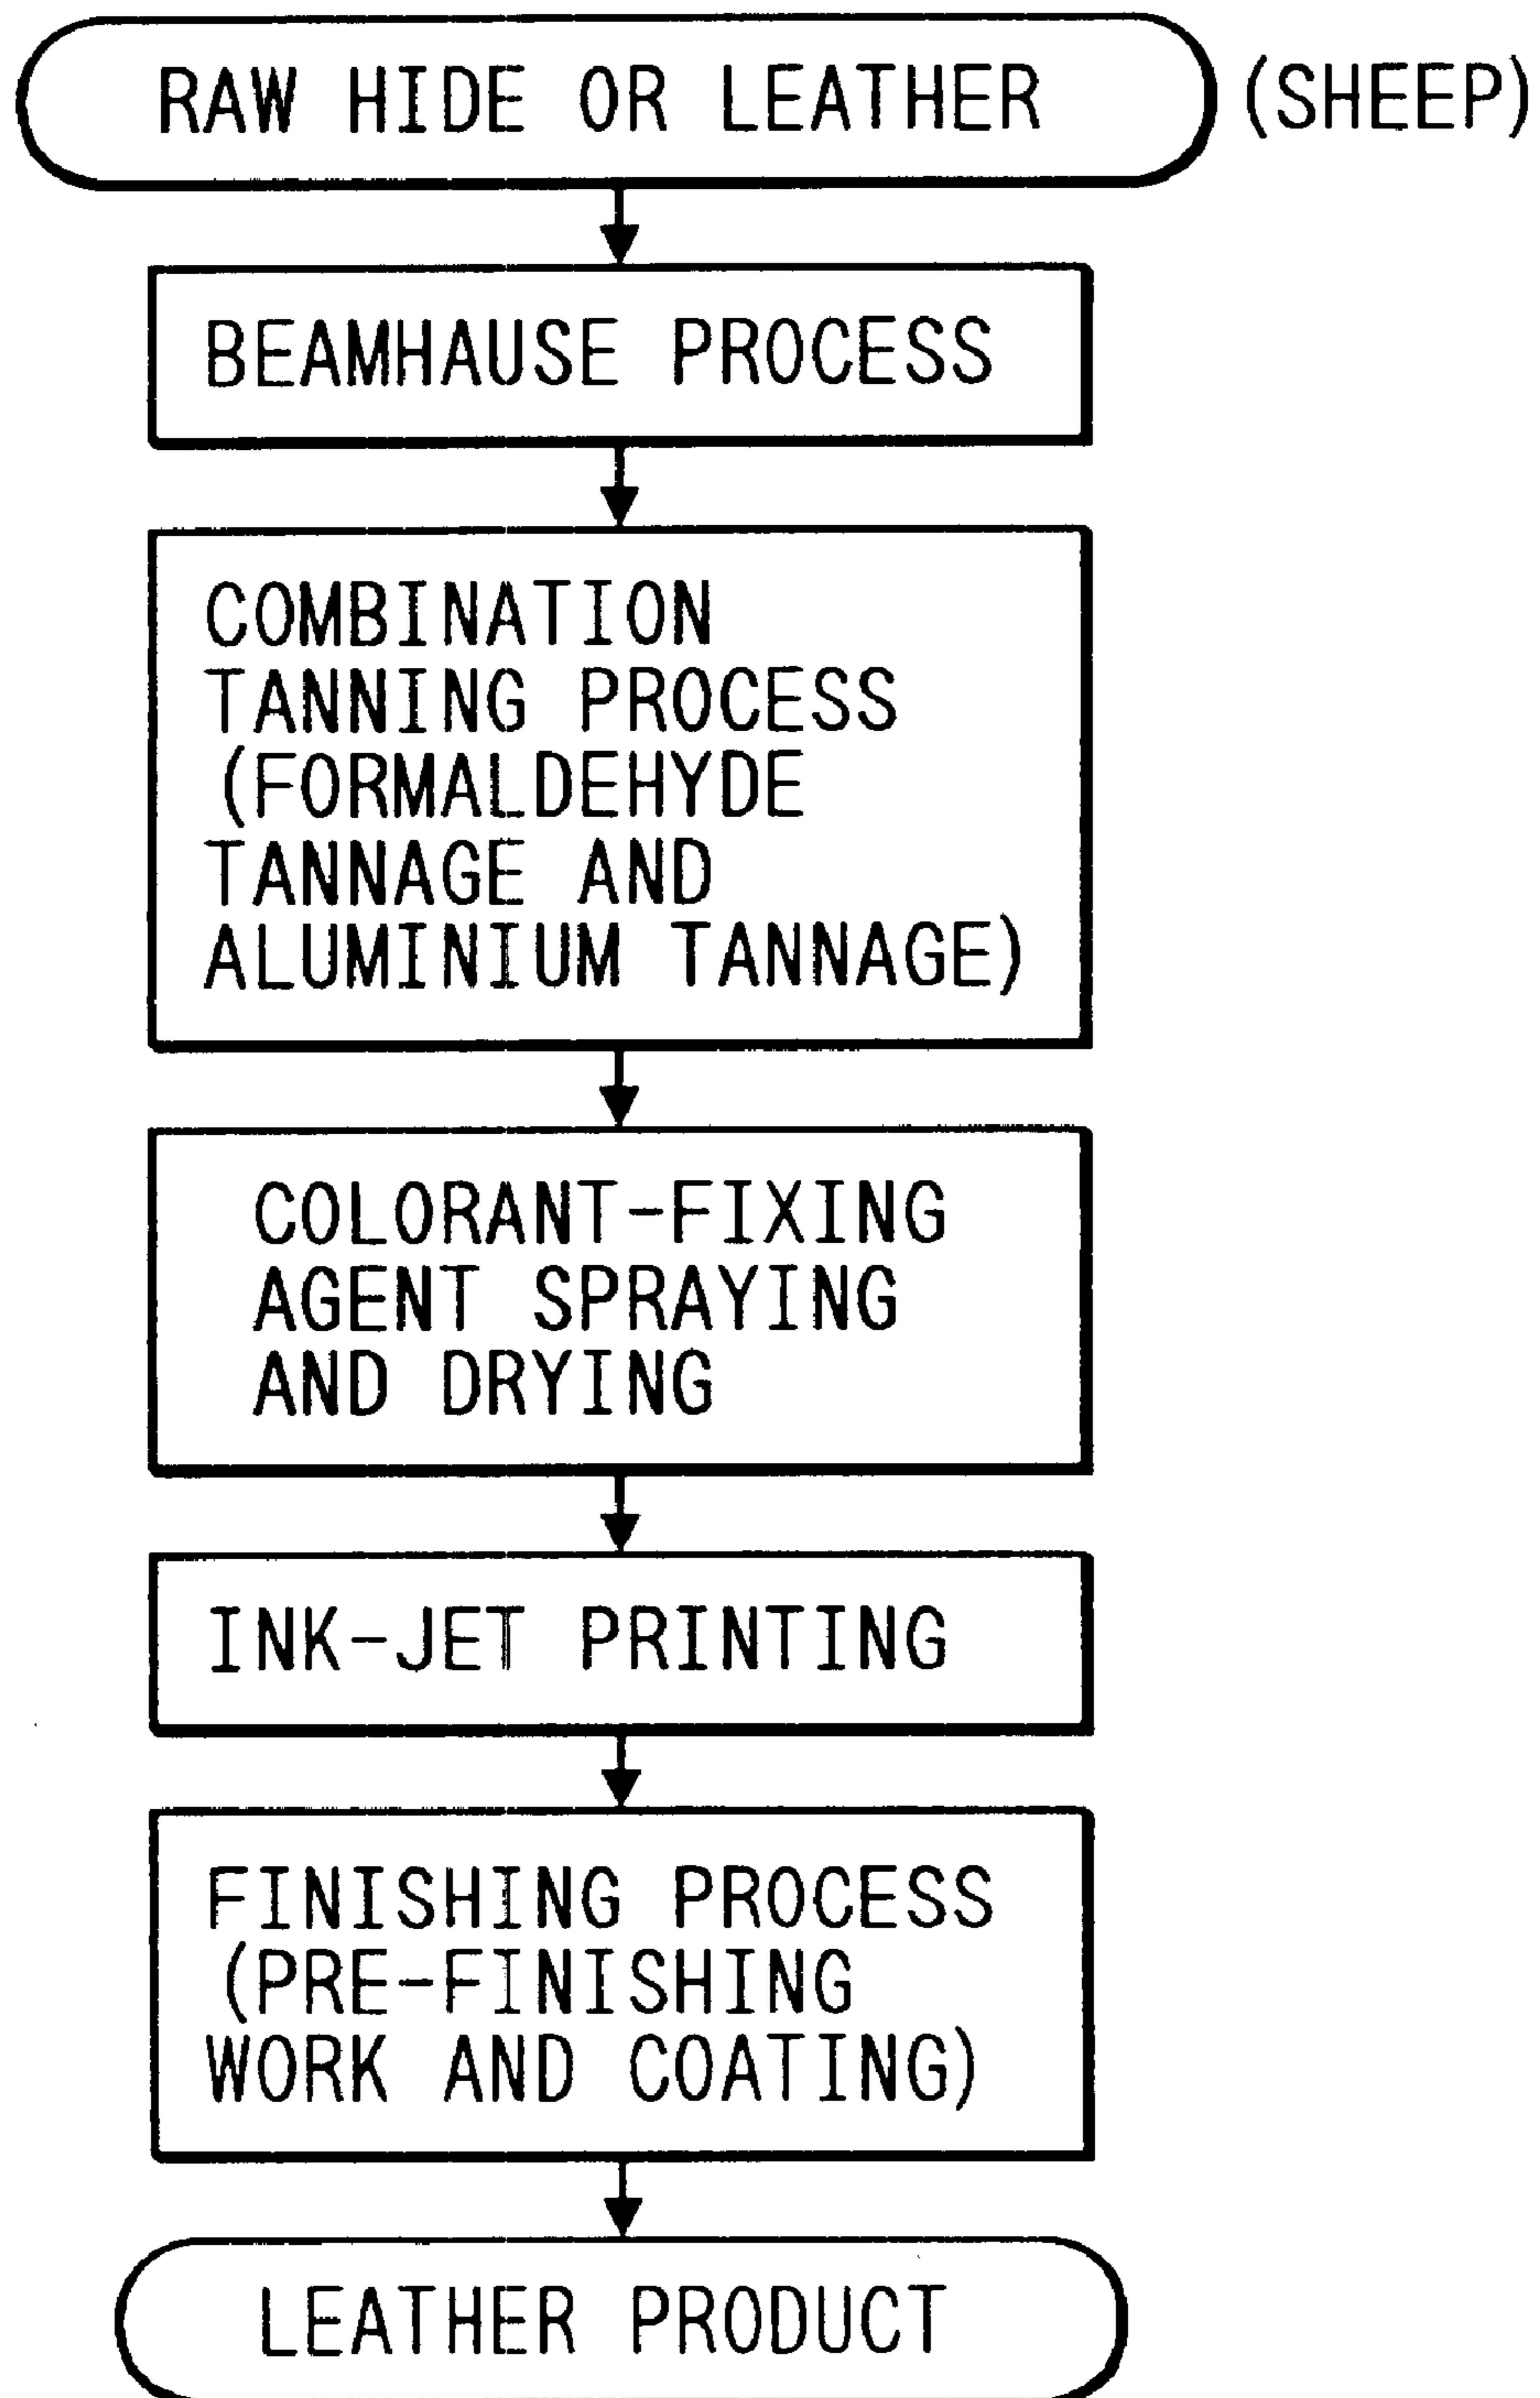 RAW HIDE OR LEATHER (SHEEP)
BEAMHAUSE PROCESS
COMBINATION
TANNING PROCESS
(FORMALDEHYDE
TANNAGE AND
ALUMINIUM TANNAGE)
COLORANT-FIXING
AGENT SPRAYING
AND DRYING
INK-JET PRINTING
FINISHING PROCESS
(PRE-FINISHING
WORK AND COATING)
LEATHER PRODUCT